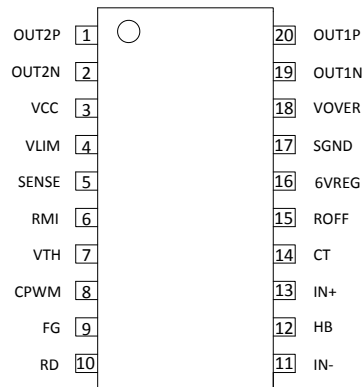 OUT2P 1 20 OUT1P
OUT2N 2 19 OUT1N
VCC 3 18 VOVER
VLIM 4 17 SGND
SENSE 5 16 6VREG
RMI 6 15 ROFF
VTH 7 14 CT
CPWM 8 13 IN+
FG 9 12 HB
RD 10 11 IN-